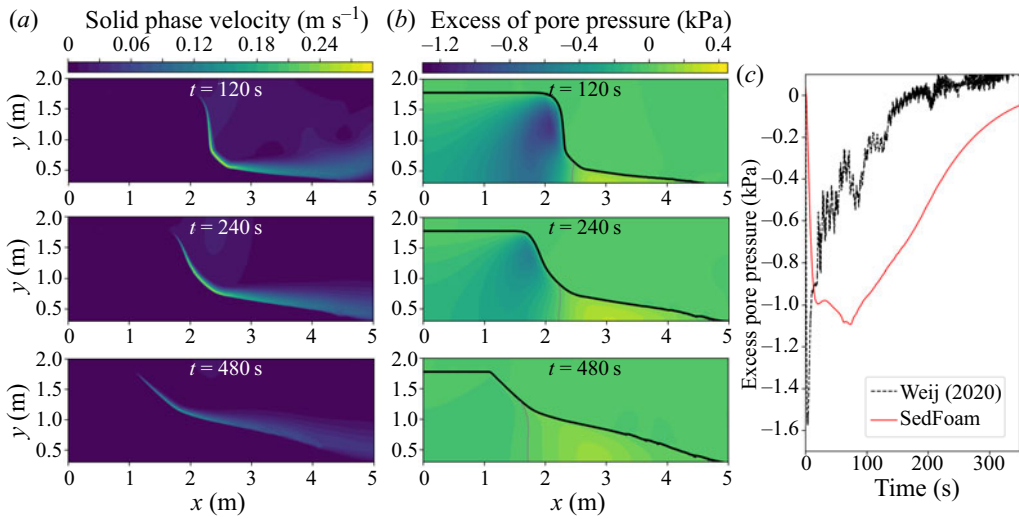 (a) Solid phase velocity (m s⁻¹)
0 0.06 0.12 0.18 0.24
(b) Excess of pore pressure (kPa)
−1.2 −0.8 −0.4 0 0.4
(c)
2.0
1.5
1.0
0.5
y (m)
t = 120 s
0 1 2 3 4 5
2.0
1.5
1.0
0.5
t = 120 s
0 1 2 3 4 5
2.0
1.5
1.0
0.5
y (m)
t = 240 s
0 1 2 3 4 5
2.0
1.5
1.0
0.5
t = 240 s
0 1 2 3 4 5
2.0
1.5
1.0
0.5
y (m)
t = 480 s
0 1 2 3 4 5
x (m)
2.0
1.5
1.0
0.5
t = 480 s
0 1 2 3 4 5
x (m)
Excess pore pressure (kPa)
0
−0.2
−0.4
−0.6
−0.8
−1.0
−1.2
−1.4
−1.6
Weij (2020)
SedFoam
0 100 200 300
Time (s)